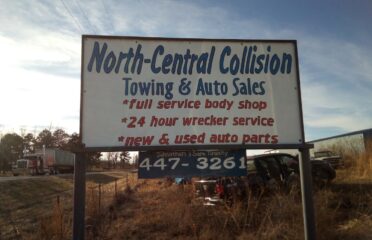 North-Central Collision
Towing & Auto Sales
*full service body shop
*24 hour wrecker service
*new & used auto parts
447-3261